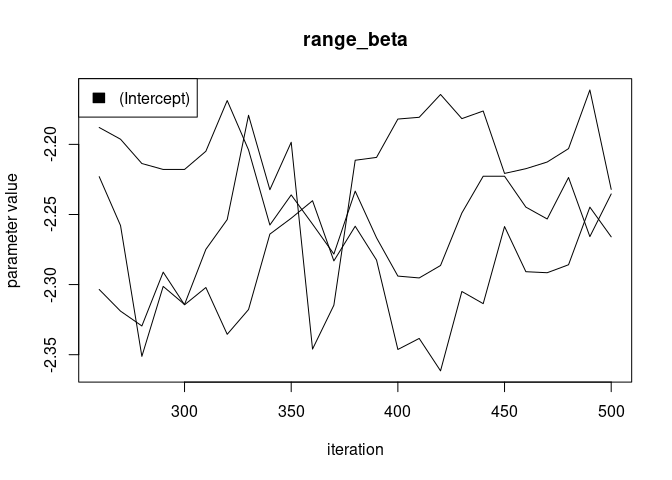 range_beta
(Intercept)
-2.20
-2.25
-2.30
-2.35
parameter value
300 350 400 450 500
iteration